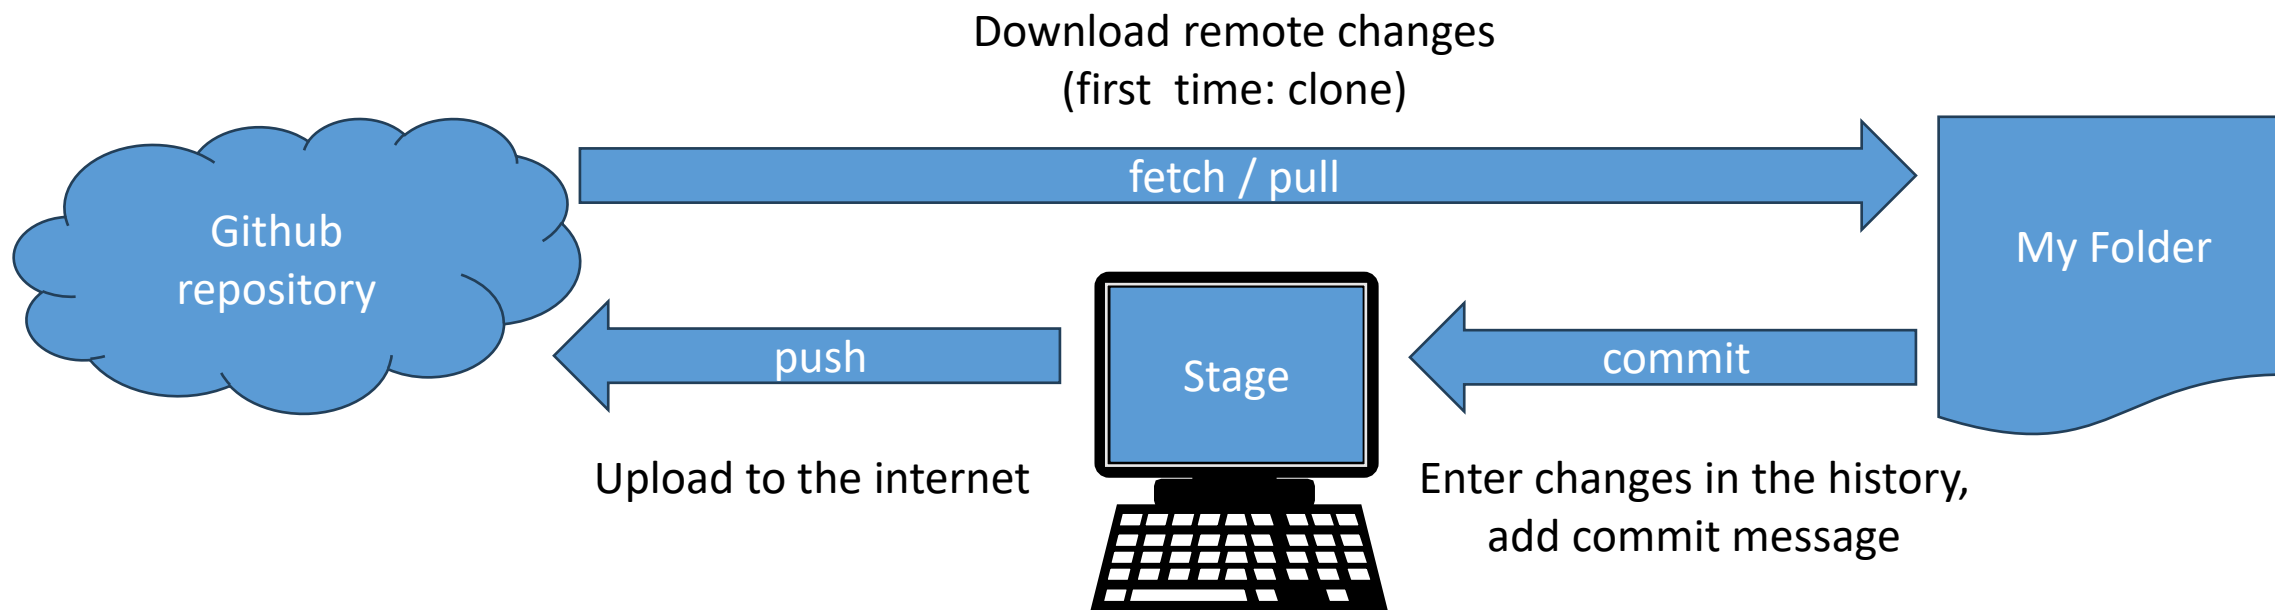 Download remote changes
(first  time: clone)
fetch / pull
Github
repository
My Folder
push
Stage
commit
Upload to the internet
Enter changes in the history,
add commit message